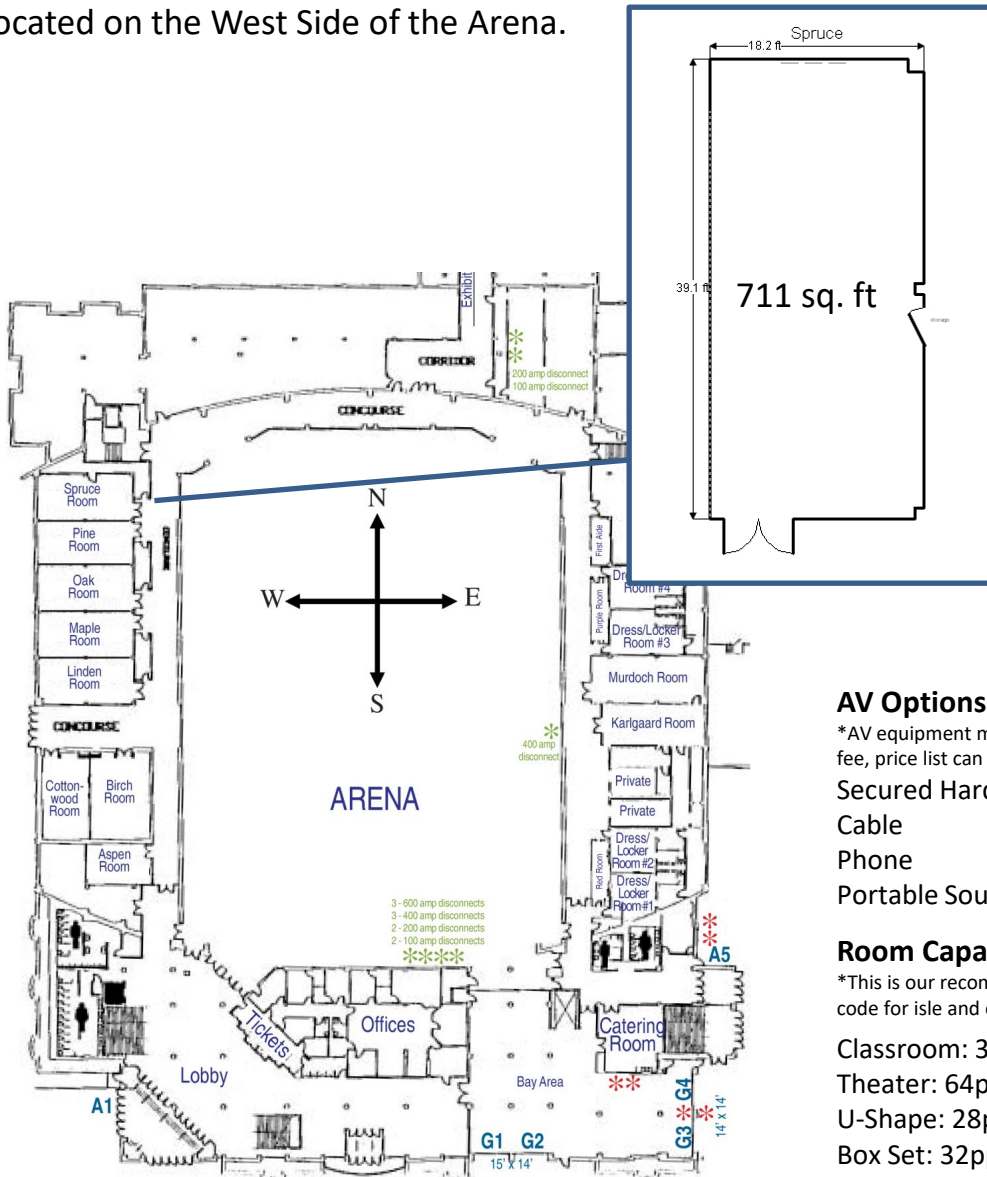 ocated on the West Side of the Arena.
Spruce
18.2 ft
39.1 ft
711 sq. ft
storage
Exhibit
CORRIDOR
200 amp disconnect
100 amp disconnect
CONCOURSE
Spruce
Room
Pine
Room
Oak
Room
Maple
Room
Linden
Room
CONCOURSE
CONCOURSE
N
W
E
S
First Aide
Purple Room
Room #4
Dress/Locker
Room #3
Murdoch Room
Karlgaard Room
400 amp
disconnect
ARENA
Cotton-
wood
Room
Birch
Room
Aspen
Room
Private
Private
Dress/
Locker
Room #2
Red Room
Dress/
Locker
Room#1
3 - 600 amp disconnects
3 - 400 amp disconnects
2 - 200 amp disconnects
2 - 100 amp disconnects
****
A5
Tickets
Offices
Catering
Room
Lobby
Bay Area
A1
G1
G2
15' x 14'
G4
G3
14' x 14'
AV Options
*AV equipment m
fee, price list can
Secured Hard
Cable
Phone
Portable Sou
Room Capa
*This is our recon
code for isle and
Classroom: 3
Theater: 64p
U-Shape: 28p
Box Set: 32p